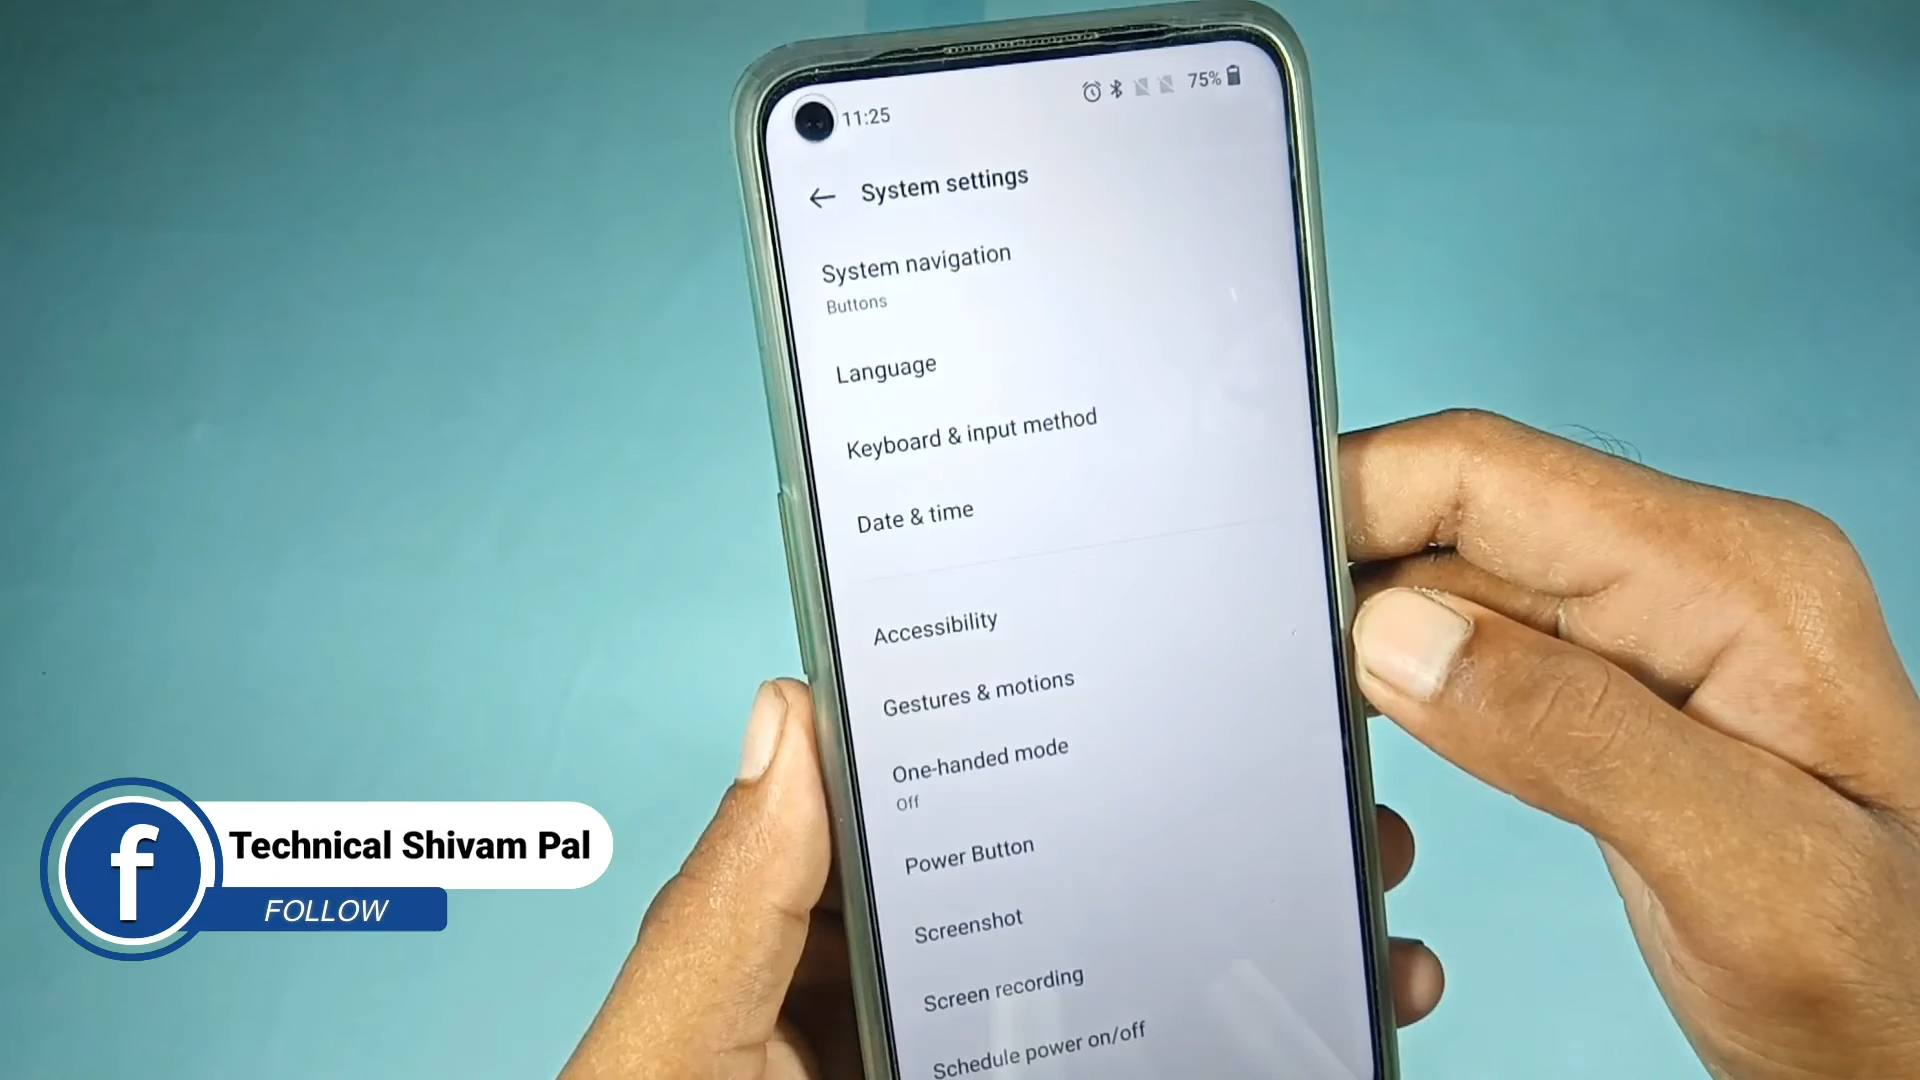 11:25
75%
System settings
System navigation
Buttons
Language
Keyboard & input method
Date & time
Accessibility
Gestures & motions
One-handed mode
Off
Power Button
Screenshot
Screen recording
Schedule power on/off
f
Technical Shivam Pal
FOLLOW